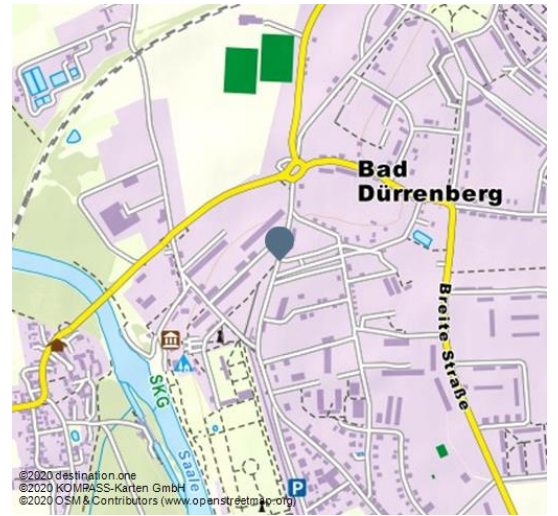 Bad
Dürrenberg
Breite Straße
SKG
Saale
P
©2020 destination.one
©2020 KOMPASS-Karten GmbH
©2020 OSM & Contributors (www.openstreetmap.org)